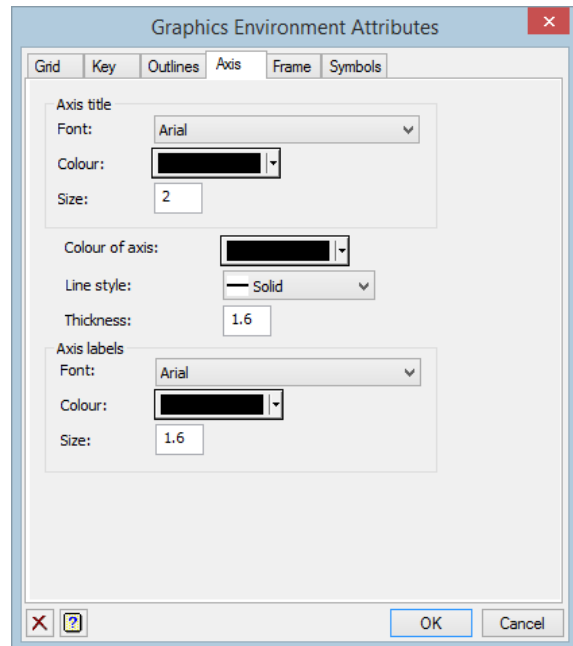 Graphics Environment Attributes
Grid Key Outlines Axis Frame Symbols
Axis title
Font: Arial
Colour:
Size: 2
Colour of axis:
Line style: Solid
Thickness: 1.6
Axis labels
Font: Arial
Colour:
Size: 1.6
OK Cancel